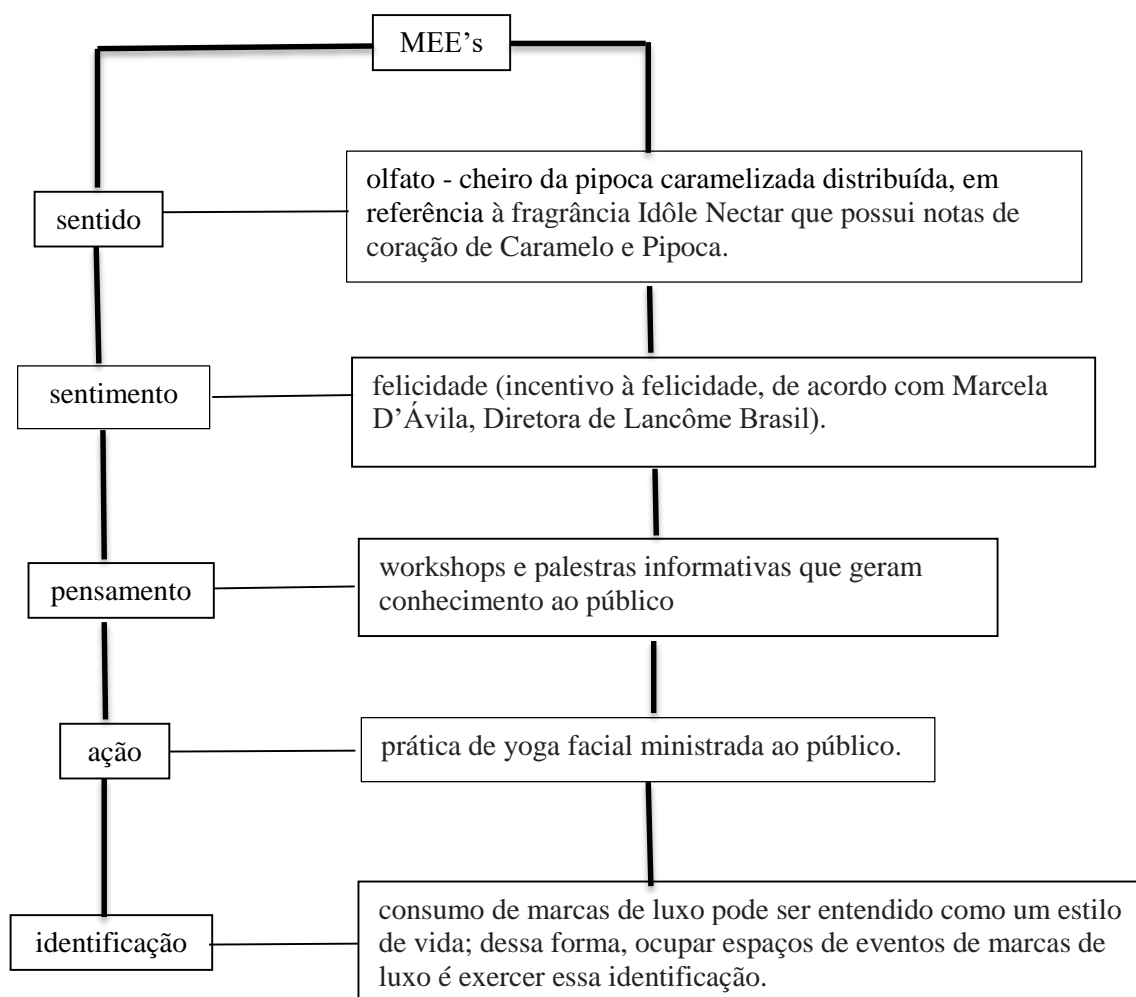 MEE’s
sentido
olfato - cheiro da pipoca caramelizada distribuída, em
referência à fragrância Idôle Nectar que possui notas de
coração de Caramelo e Pipoca.
sentimento
felicidade (incentivo à felicidade, de acordo com Marcela
D’Ávila, Diretora de Lancôme Brasil).
pensamento
workshops e palestras informativas que geram
conhecimento ao público
ação
prática de yoga facial ministrada ao público.
identificação
consumo de marcas de luxo pode ser entendido como um estilo
de vida; dessa forma, ocupar espaços de eventos de marcas de
luxo é exercer essa identificação.